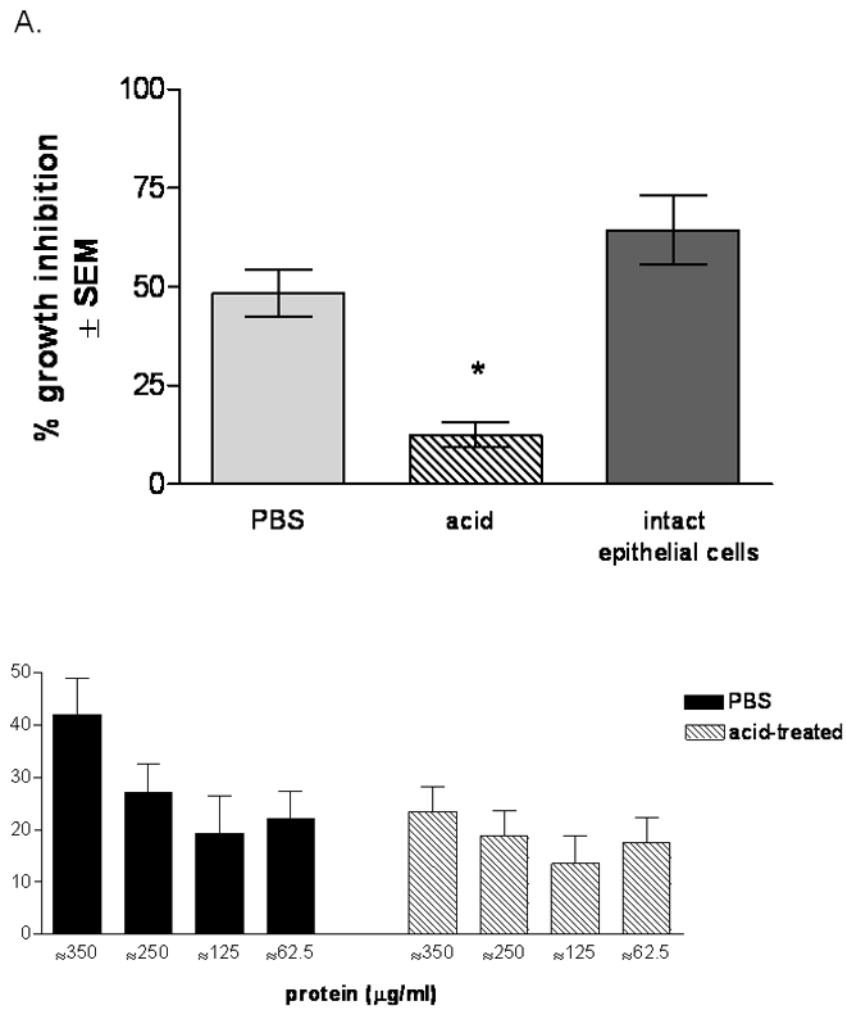 A.
100
75
50
25
0
% growth inhibition
± SEM
*
PBS
acid
intact
epithelial cells
50
40
30
20
10
0
PBS
acid-treated
≈350 ≈250 ≈125 ≈62.5 ≈350 ≈250 ≈125 ≈62.5
protein (μg/ml)